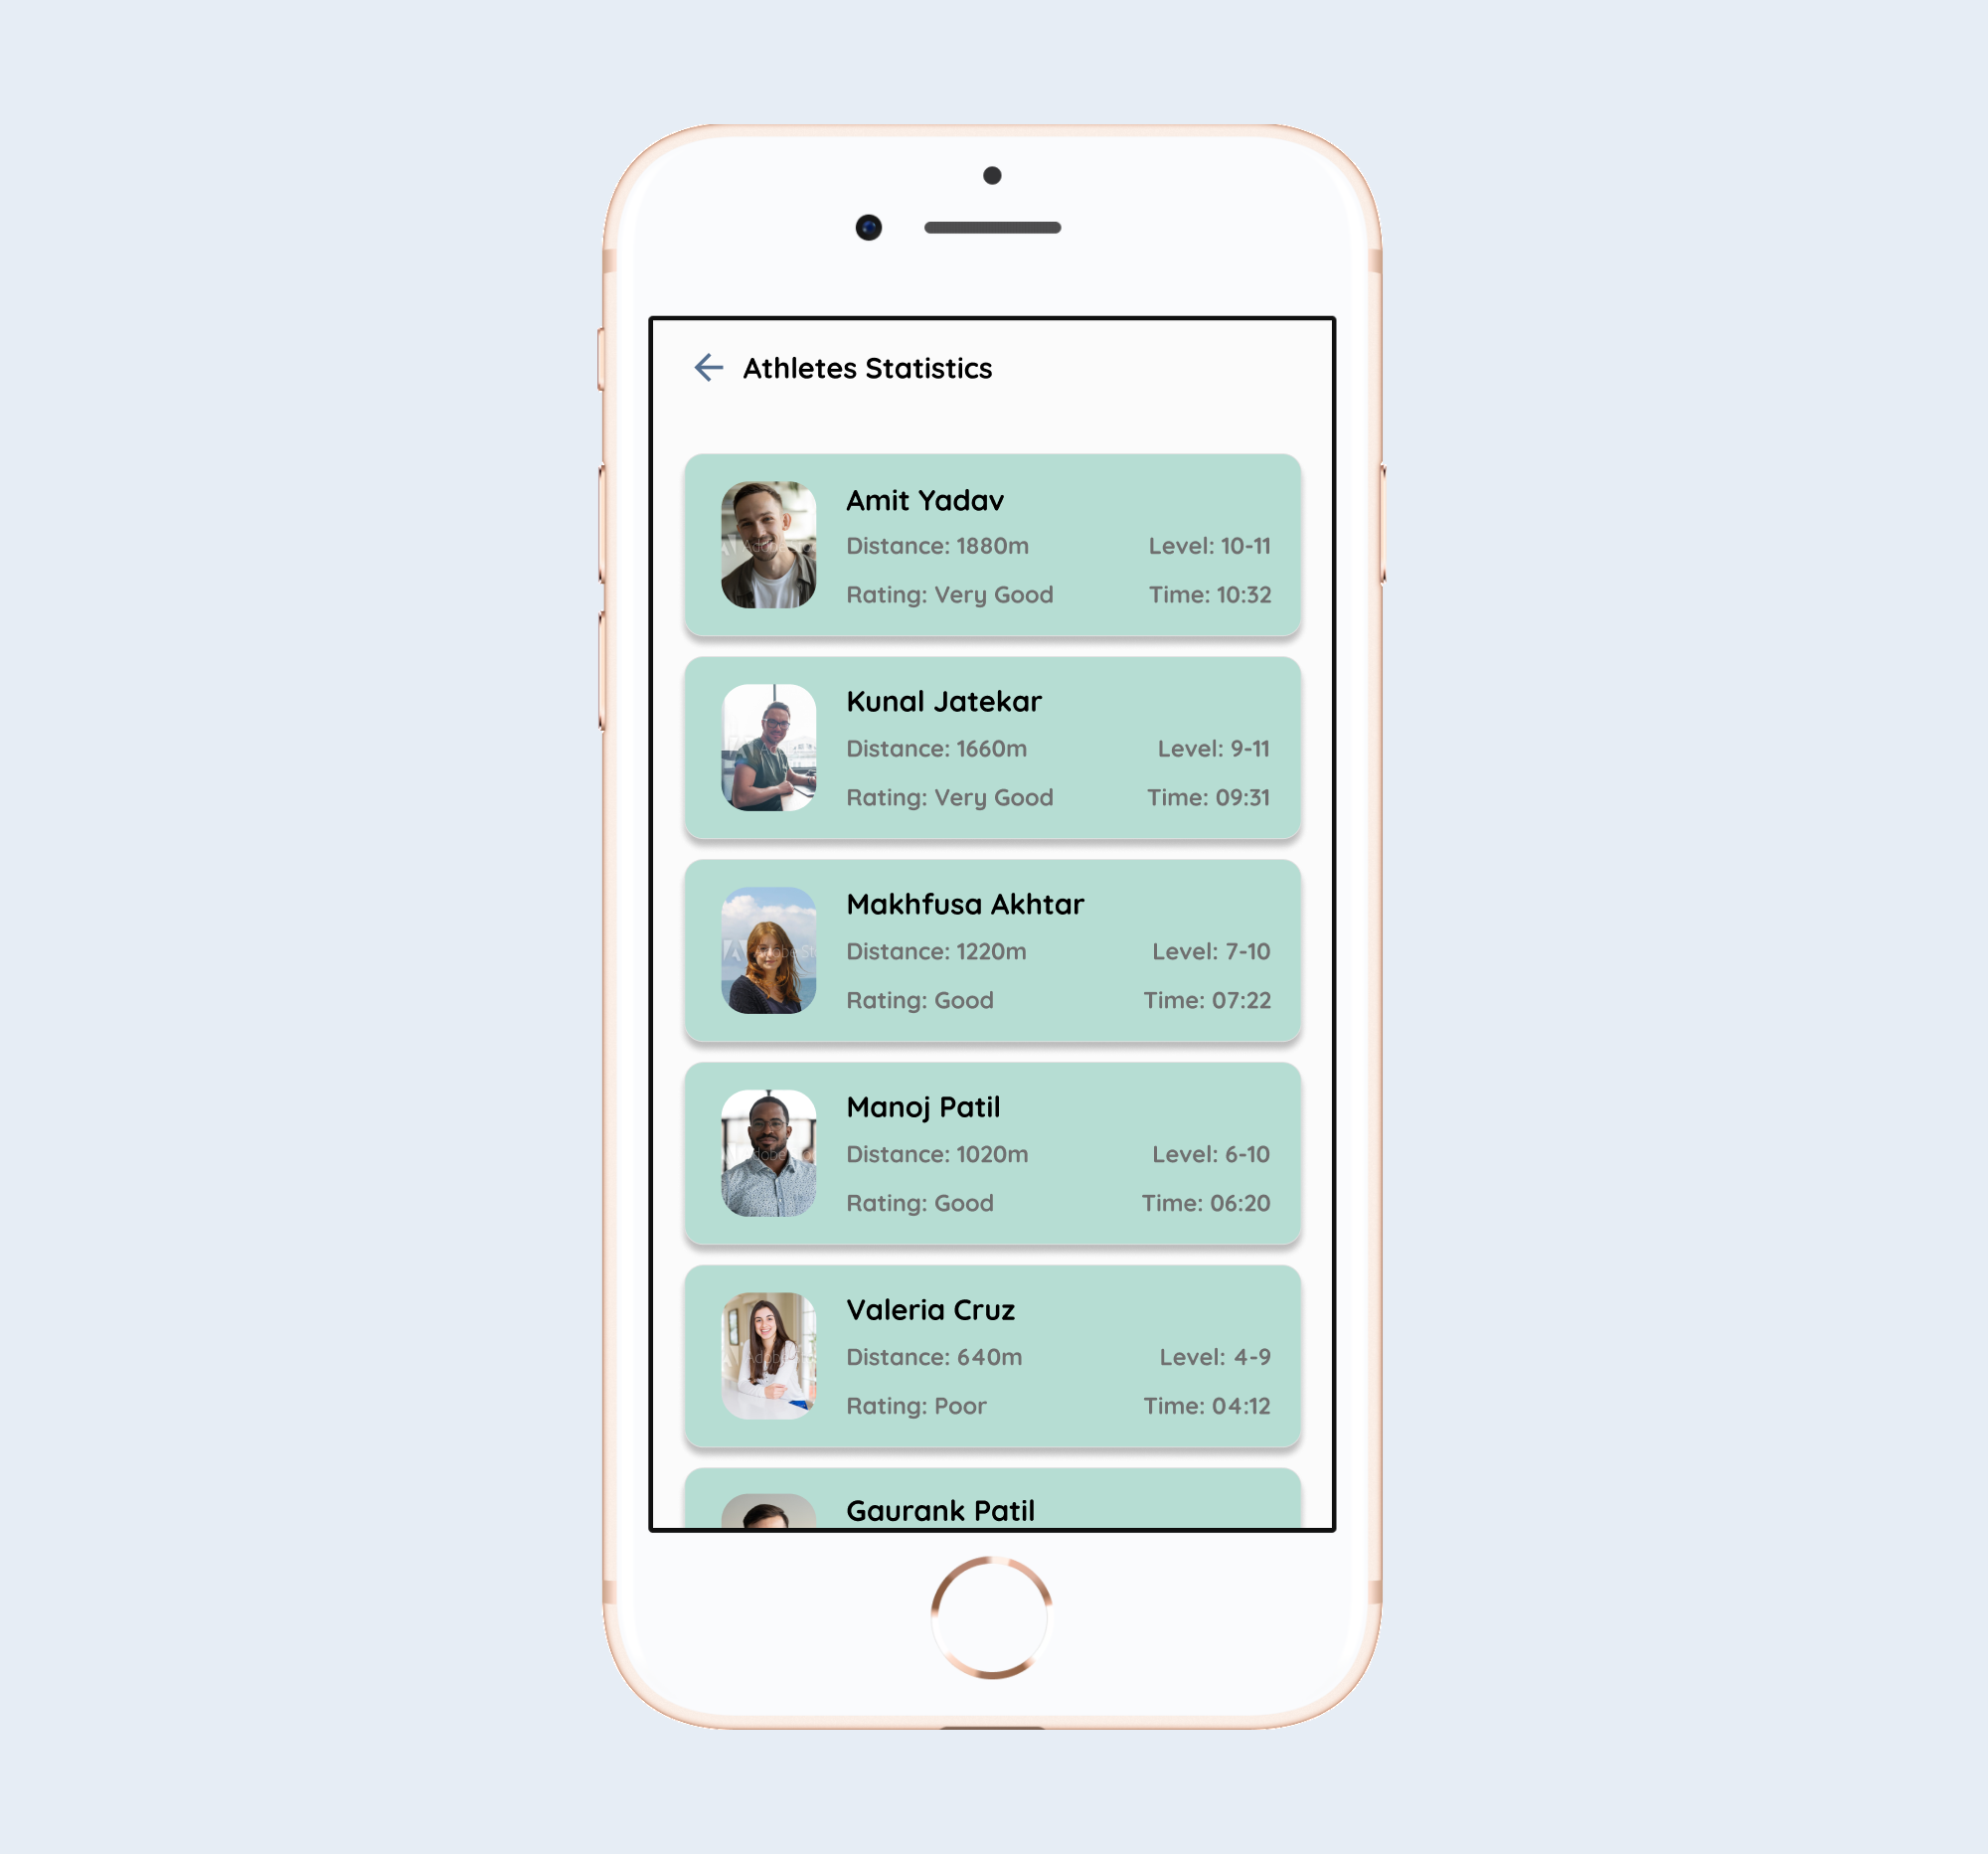 Athletes Statistics
Amit Yadav
Distance: 1880m Level: 10-11
Rating: Very Good Time: 10:32
Kunal Jatekar
Distance: 1660m Level: 9-11
Rating: Very Good Time: 09:31
Makhfusa Akhtar
Distance: 1220m Level: 7-10
Rating: Good Time: 07:22
Manoj Patil
Distance: 1020m Level: 6-10
Rating: Good Time: 06:20
Valeria Cruz
Distance: 640m Level: 4-9
Rating: Poor Time: 04:12
Gaurank Patil